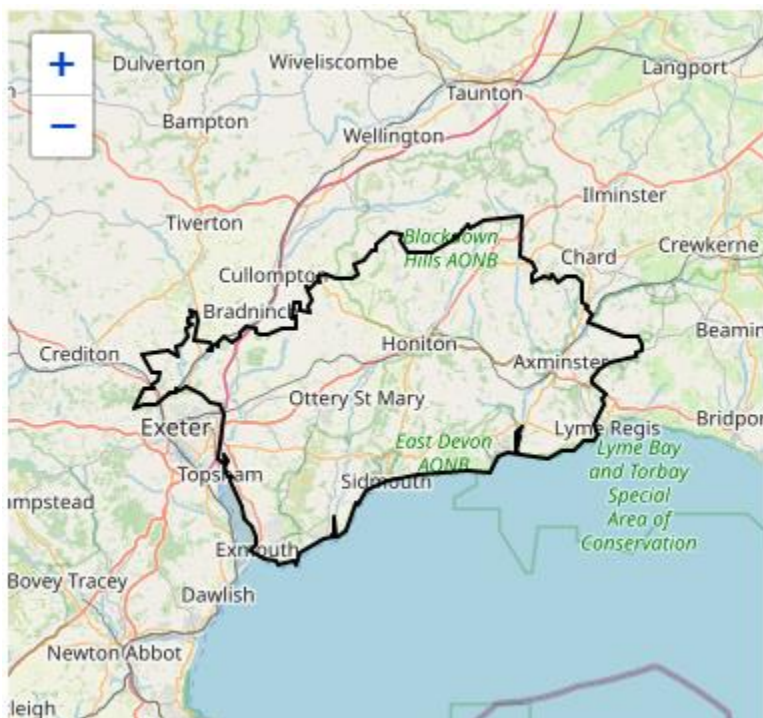 +
−
Dulverton
Wiveliscombe
Langport
Taunton
Bampton
Wellington
Ilminster
Tiverton
Blackdown
Hills AONB
Chard
Crewkerne
Cullompton
Bradninch
Beamin
Crediton
Honiton
Axminster
Ottery St Mary
Exeter
Lyme Regis
Bridpor
East Devon
AONB
Lyme Bay
and Torbay
Special
Area of
Conservation
Topsham
Sidmouth
ampstead
Exmouth
Bovey Tracey
Dawlish
Newton Abbot
leigh